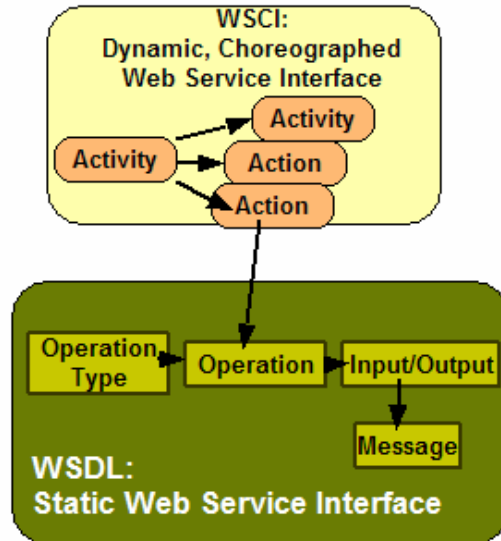 WSCI:
Dynamic, Choreographed
Web Service Interface
Activity
Activity
Action
Action
Operation
Type
Operation
Input/Output
Message
WSDL:
Static Web Service Interface